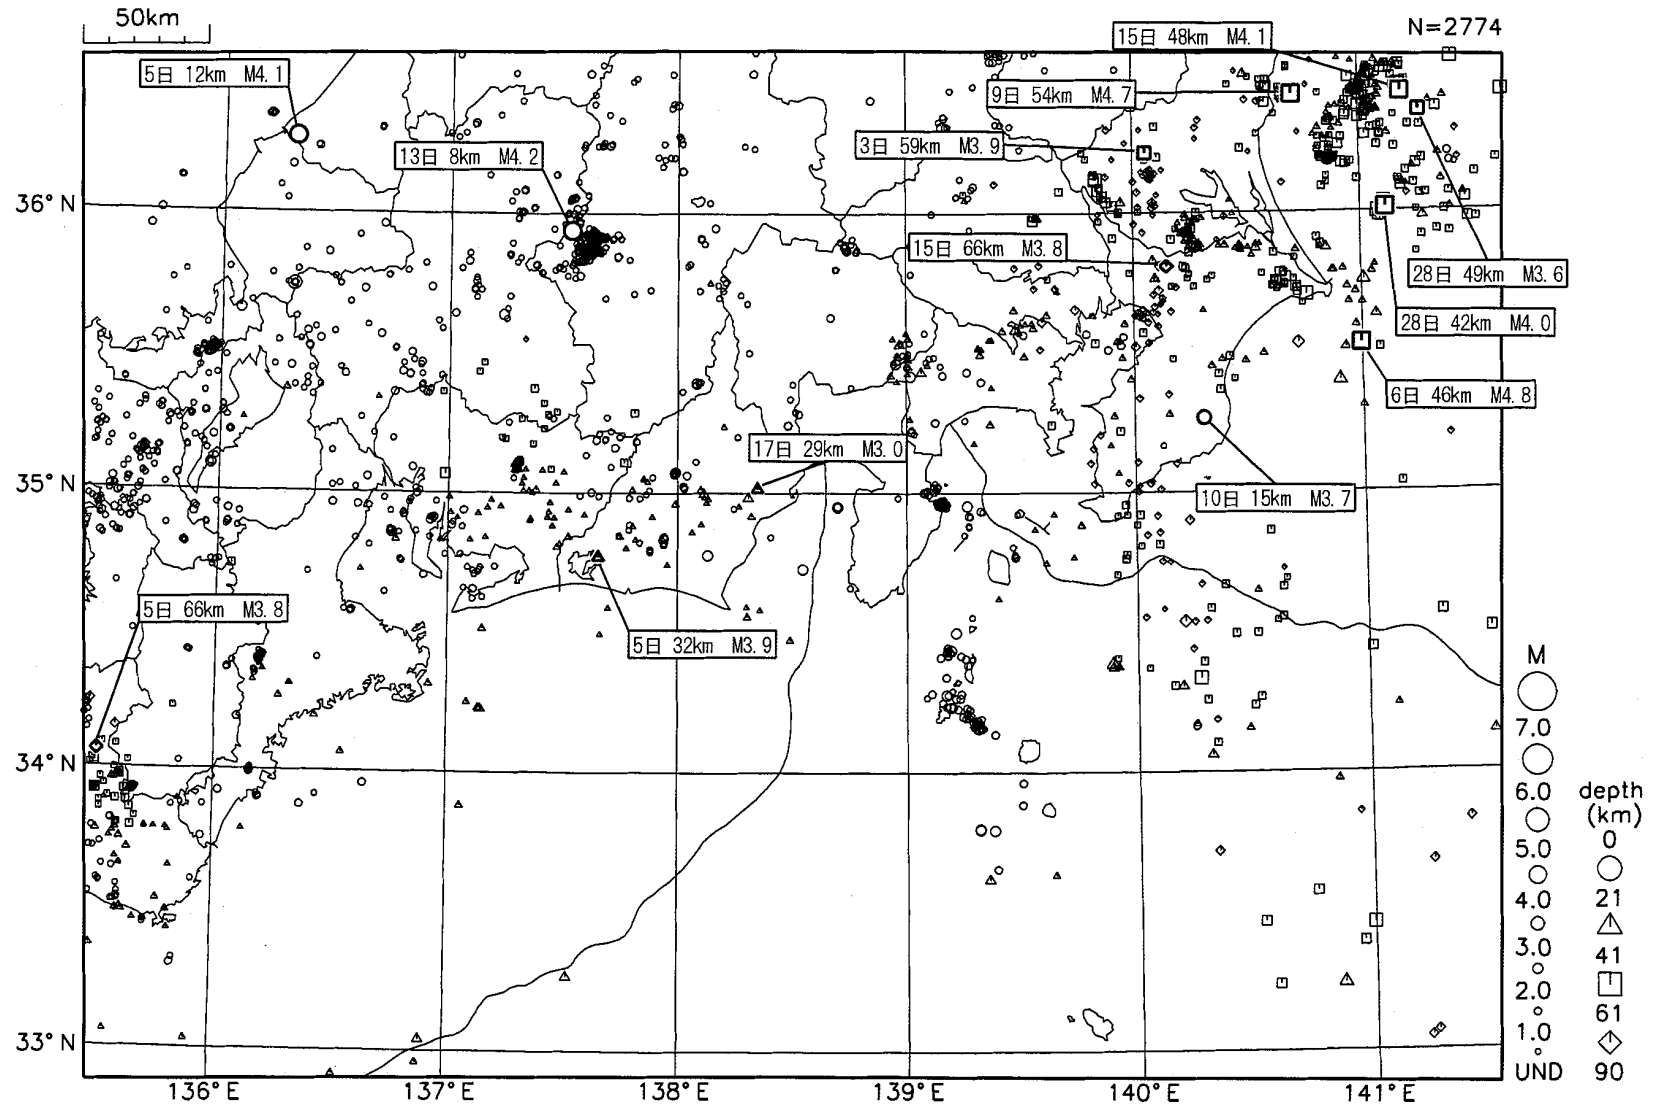 50km
N=2774
15日 48km M4.1
5日 12km M4.1
9日 54km M4.7
13日 8km M4.2
3日 59km M3.9
36°N
15日 66km M3.8
28日 49km M3.6
28日 42km M4.0
6日 46km M4.8
17日 29km M3.0
35°N
10日 15km M3.7
5日 66km M3.8
5日 32km M3.9
34°N
33°N
136°E
137°E
138°E
139°E
140°E
141°E
M
7.0
6.0
5.0
4.0
3.0
2.0
1.0
UND
depth
(km)
0
21
41
61
90